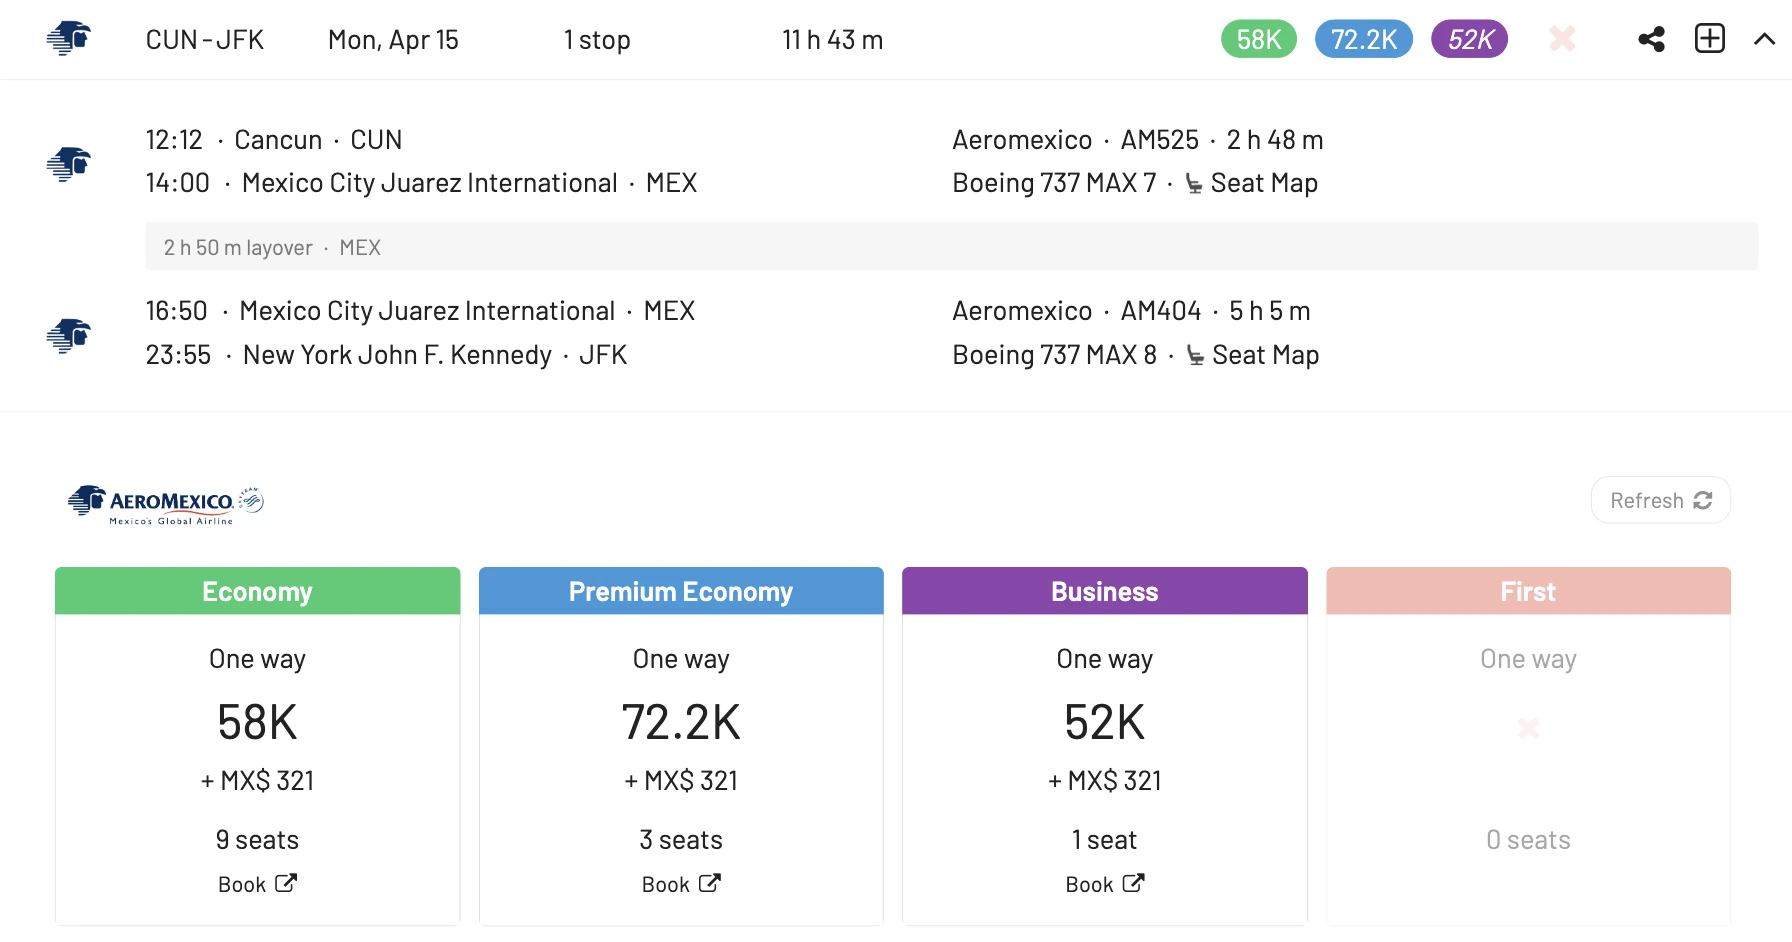 CUN - JFK Mon, Apr 15 1 stop 11 h 43 m 58K 72.2K 52K
12:12 · Cancun · CUN Aeromexico · AM525 · 2 h 48 m
14:00 · Mexico City Juarez International · MEX Boeing 737 MAX 7 · Seat Map
2 h 50 m layover · MEX
16:50 · Mexico City Juarez International · MEX Aeromexico · AM404 · 5 h 5 m
23:55 · New York John F. Kennedy · JFK Boeing 737 MAX 8 · Seat Map
AEROMEXICO. SKYTEAM
Mexico's Global Airline
Refresh
Economy Premium Economy Business First
One way One way One way One way
58K 72.2K 52K
+ MX$ 321 + MX$ 321 + MX$ 321
9 seats 3 seats 1 seat 0 seats
Book Book Book